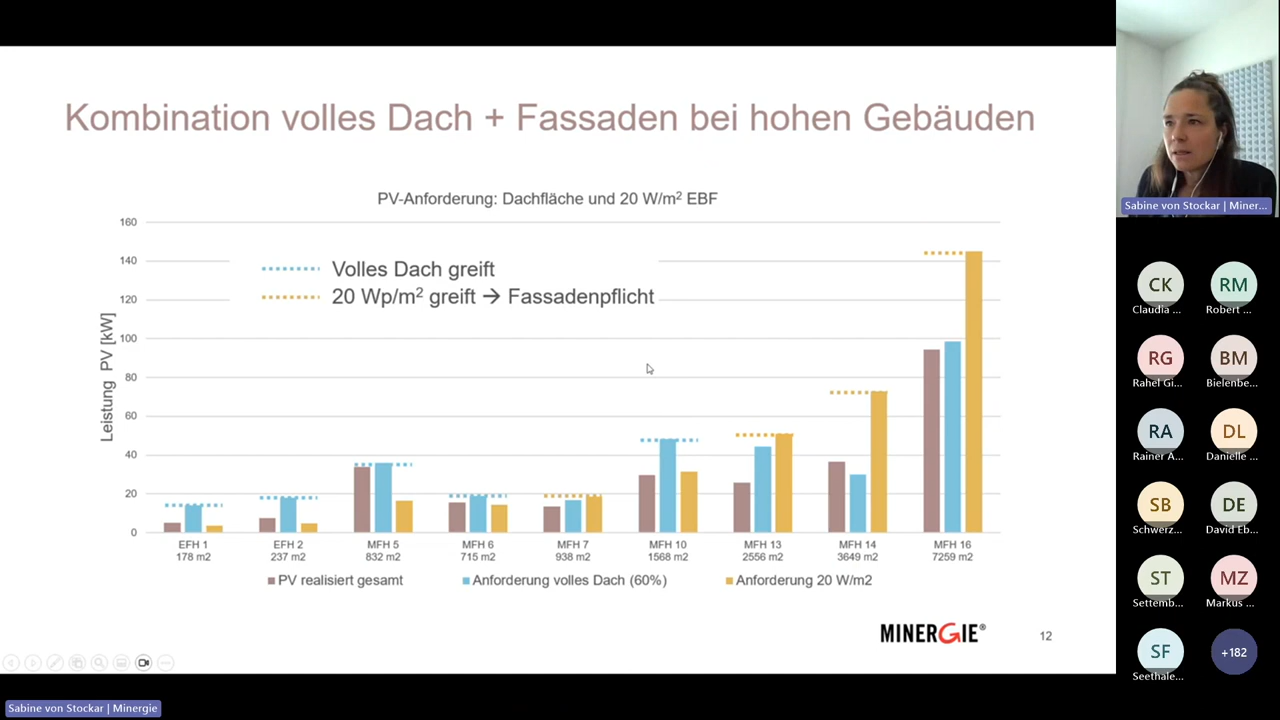 Kombination volles Dach + Fassaden bei hohen Gebäuden
PV-Anforderung: Dachfläche und 20 W/m² EBF
Leistung PV [kW]
160
140
120
100
80
60
40
20
0
Volles Dach greift
20 Wp/m² greift → Fassadenpflicht
EFH 1
178 m2
EFH 2
237 m2
MFH 5
832 m2
MFH 6
715 m2
MFH 7
938 m2
MFH 10
1568 m2
MFH 13
2556 m2
MFH 14
3649 m2
MFH 16
7259 m2
PV realisiert gesamt
Anforderung volles Dach (60%)
Anforderung 20 W/m2
MINERGIE®
12
Sabine von Stockar | Minergie
Sabine von Stockar | Miner...
CK
Claudia ...
RM
Robert ...
RG
Rahel Gi...
BM
Bielenbe...
RA
Rainer A...
DL
Danielle ...
SB
Schwerz...
DE
David Eb...
ST
Settemb...
MZ
Markus ...
SF
Seethale...
+182